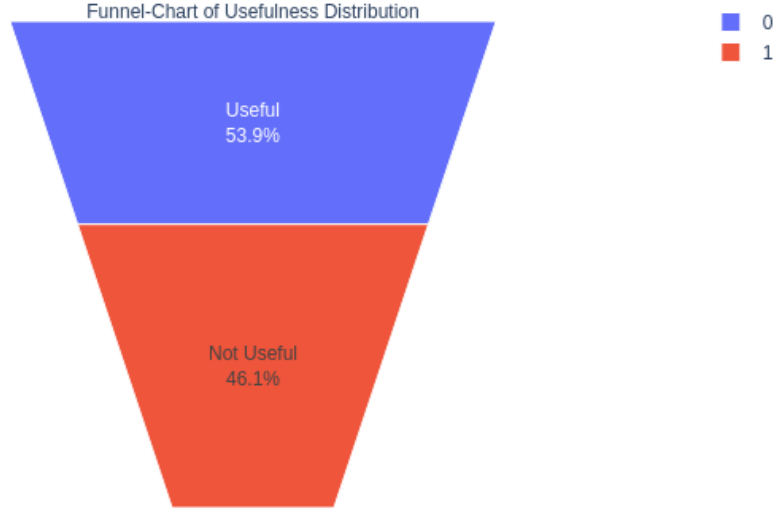 Funnel-Chart of Usefulness Distribution
0
1
Useful
53.9%
Not Useful
46.1%